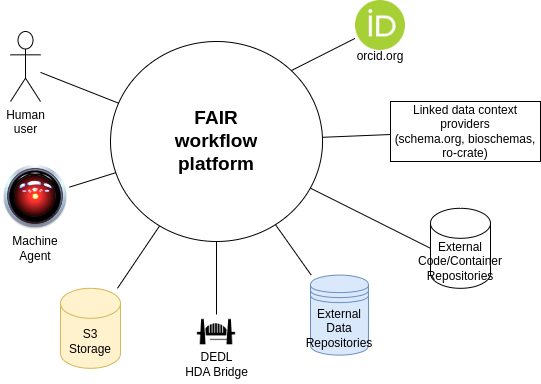 iD
orcid.org
FAIR
workflow
platform
Human
user
Linked data context
providers
(schema.org, bioschemas,
ro-crate)
Machine
Agent
External
Code/Container
Repositories
S3
Storage
DEDL
HDA Bridge
External
Data
Repositories